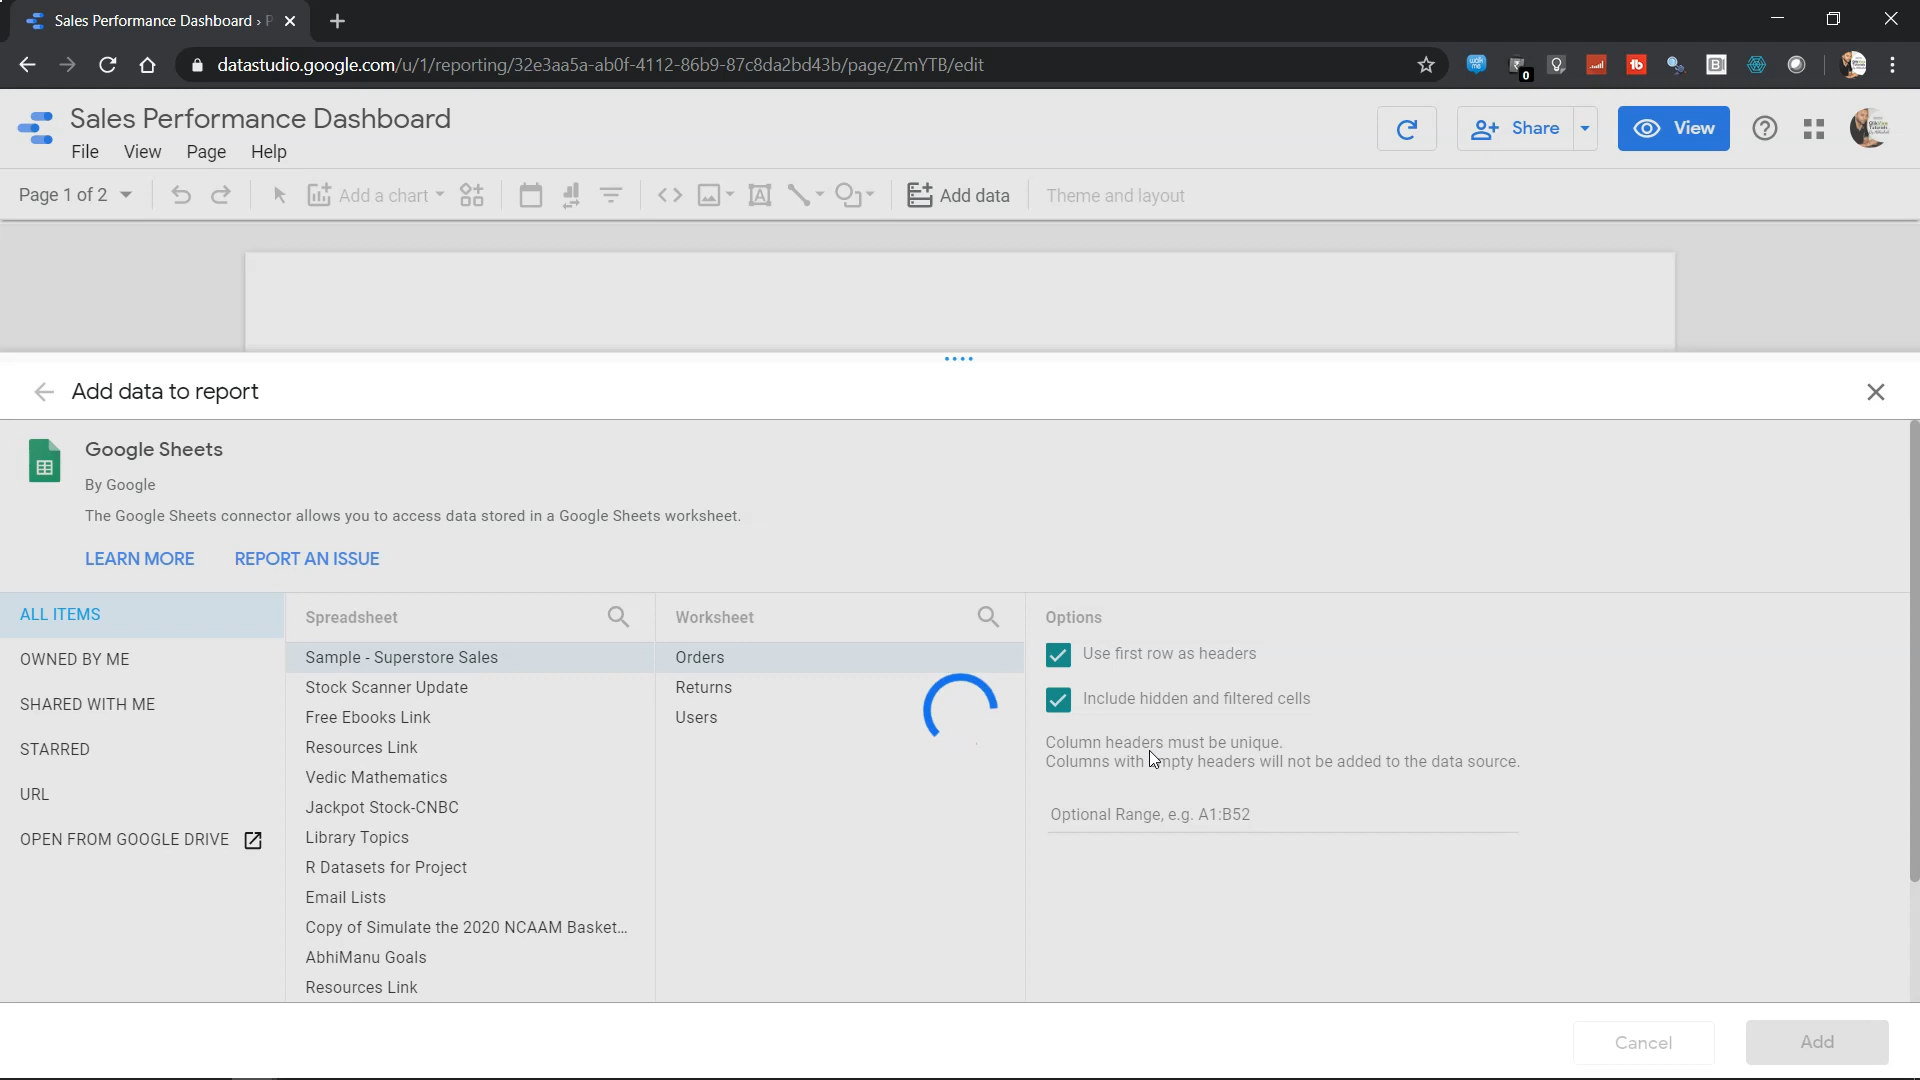 Sales Performance Dashboard ›
datastudio.google.com/u/1/reporting/32e3aa5a-ab0f-4112-86b9-87c8da2bd43b/page/ZmYTB/edit
0
Sales Performance Dashboard
File View Page Help
Share
View
Page 1 of 2
Add a chart
Add data
Theme and layout
Add data to report
Google Sheets
By Google
The Google Sheets connector allows you to access data stored in a Google Sheets worksheet.
LEARN MORE REPORT AN ISSUE
ALL ITEMS
OWNED BY ME
SHARED WITH ME
STARRED
URL
OPEN FROM GOOGLE DRIVE
Spreadsheet
Sample - Superstore Sales
Stock Scanner Update
Free Ebooks Link
Resources Link
Vedic Mathematics
Jackpot Stock-CNBC
Library Topics
R Datasets for Project
Email Lists
Copy of Simulate the 2020 NCAAM Basket...
AbhiManu Goals
Resources Link
Worksheet
Orders
Returns
Users
Options
Use first row as headers
Include hidden and filtered cells
Column headers must be unique.
Columns with empty headers will not be added to the data source.
Optional Range, e.g. A1:B52
Cancel
Add